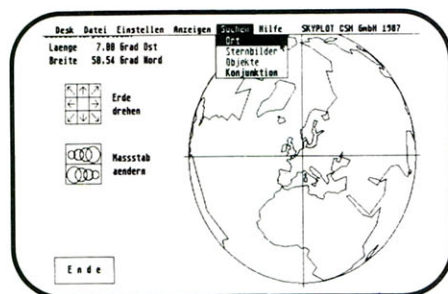 Desk Datei Einstellen Anzeigen Suchen Hilfe SKYPLOT CSM GmbH 1987
Laenge 7.00 Grad Ost
Breite 50.54 Grad Nord
Ort
Sternbilder
Objekte
Konjunktion
Erde
drehen
Massstab
aendern
Ende